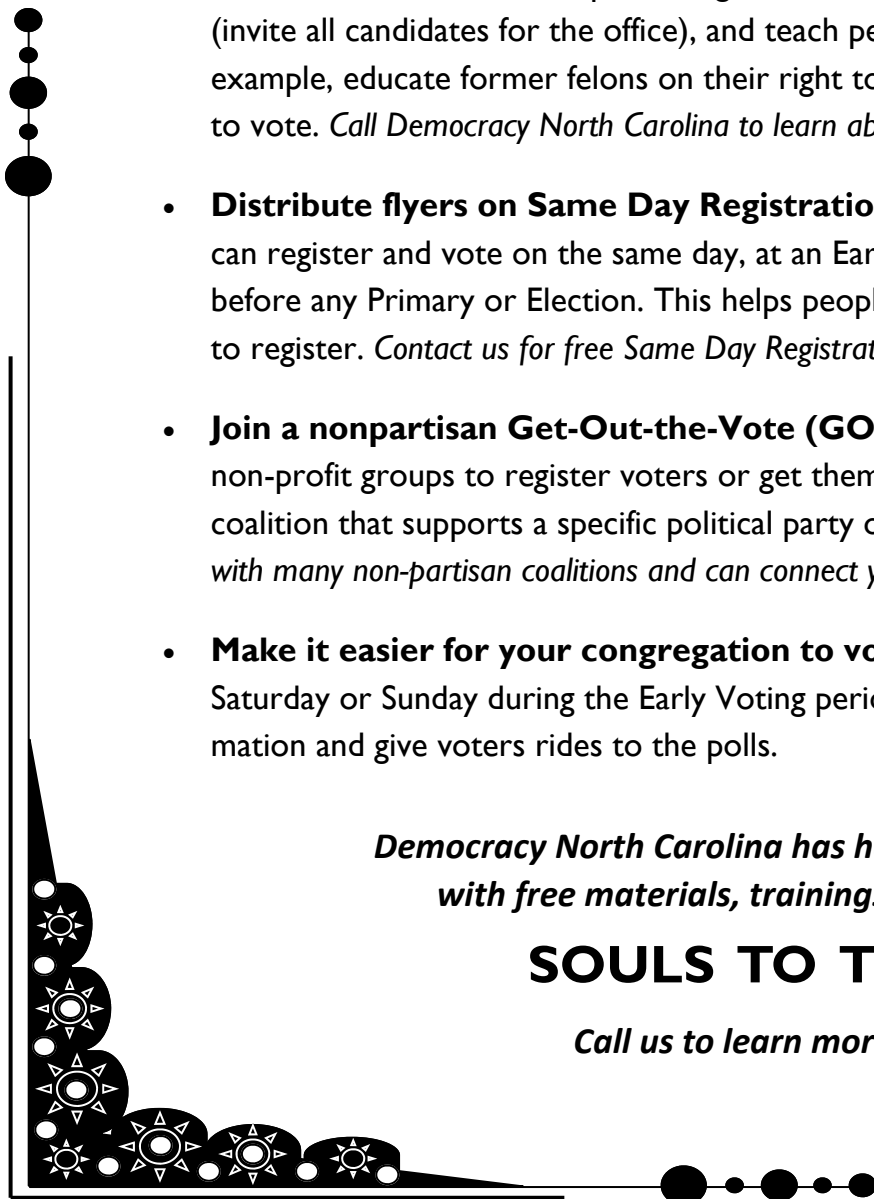 (invite all candidates for the office), and teach pe
example, educate former felons on their right to
to vote. Call Democracy North Carolina to learn ab
• Distribute flyers on Same Day Registratio
can register and vote on the same day, at an Ear
before any Primary or Election. This helps peopl
to register. Contact us for free Same Day Registrat
• Join a nonpartisan Get-Out-the-Vote (GO
non-profit groups to register voters or get them
coalition that supports a specific political party o
with many non-partisan coalitions and can connect y
• Make it easier for your congregation to vo
Saturday or Sunday during the Early Voting perio
mation and give voters rides to the polls.
Democracy North Carolina has h
with free materials, trainings
SOULS TO T
Call us to learn mor